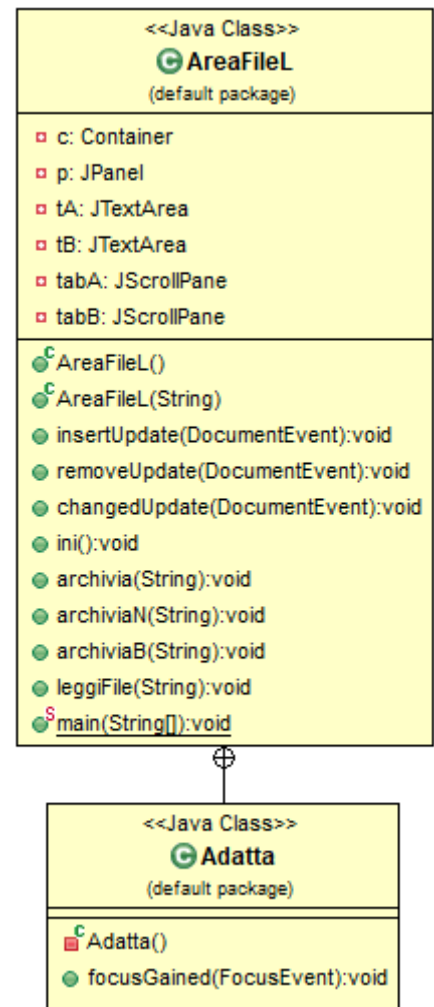 <<Java Class>>
AreaFileL
(default package)
c: Container
p: JPanel
tA: JTextArea
tB: JTextArea
tabA: JScrollPane
tabB: JScrollPane
AreaFileL()
AreaFileL(String)
insertUpdate(DocumentEvent):void
removeUpdate(DocumentEvent):void
changedUpdate(DocumentEvent):void
ini():void
archivia(String):void
archiviaN(String):void
archiviaB(String):void
leggiFile(String):void
main(String[]):void
<<Java Class>>
Adatta
(default package)
Adatta()
focusGained(FocusEvent):void